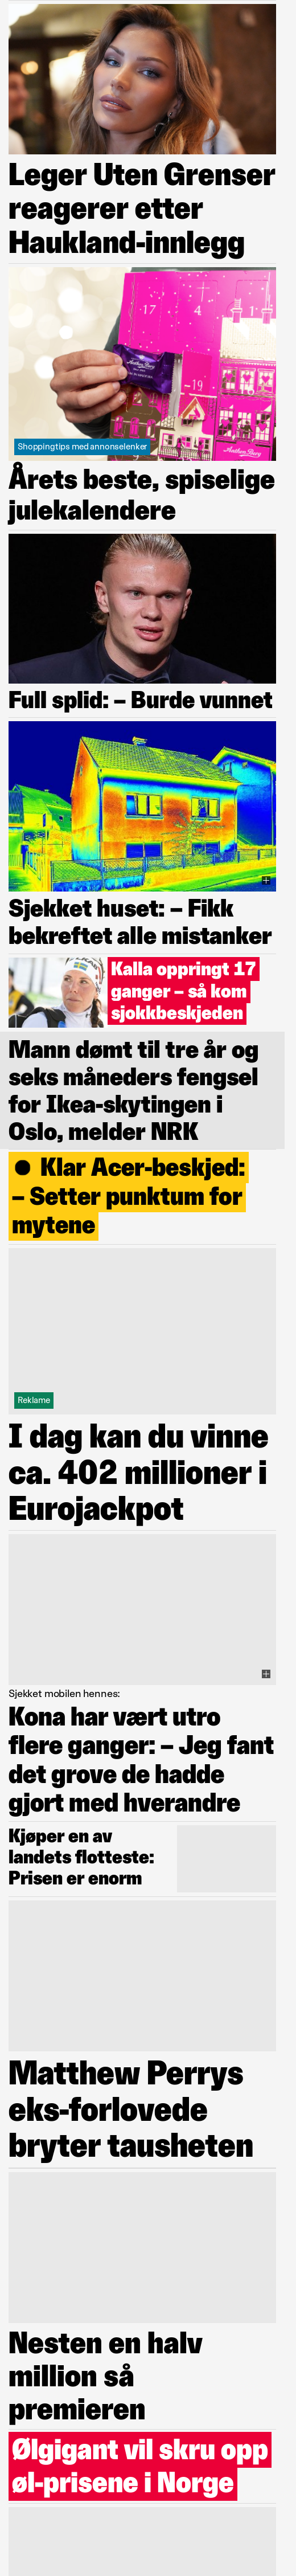 Leger Uten Grenser
reagerer etter
Haukland-innlegg
17
4
19
Anthon Berg
Shoppingtips med annonselenker
Årets beste, spiselige
julekalendere
Full splid: – Burde vunnet
Sjekket huset: – Fikk
bekreftet alle mistanker
Kalla oppringt 17
ganger – så kom
sjokkbeskjeden
Mann dømt til tre år og
seks måneders fengsel
for Ikea-skytingen i
Oslo, melder NRK
Klar Acer-beskjed:
– Setter punktum for
mytene
Reklame
I dag kan du vinne
ca. 402 millioner i
Eurojackpot
Sjekket mobilen hennes:
Kona har vært utro
flere ganger: – Jeg fant
det grove de hadde
gjort med hverandre
Kjøper en av
landets flotteste:
Prisen er enorm
Matthew Perrys
eks-forlovede
bryter tausheten
Nesten en halv
million så
premieren
Ølgigant vil skru opp
øl-prisene i Norge